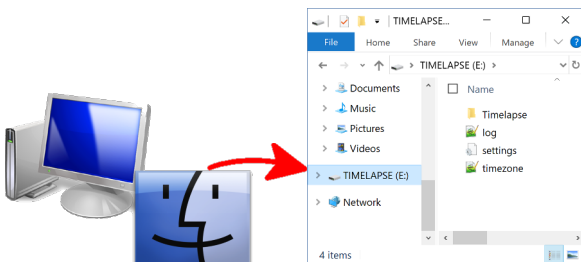 TIMELAPSE...
File Home Share View Manage
TIMELAPSE (E:)
Documents
Music
Pictures
Videos
TIMELAPSE (E:)
Network
Name
Timelapse
log
settings
timezone
4 items